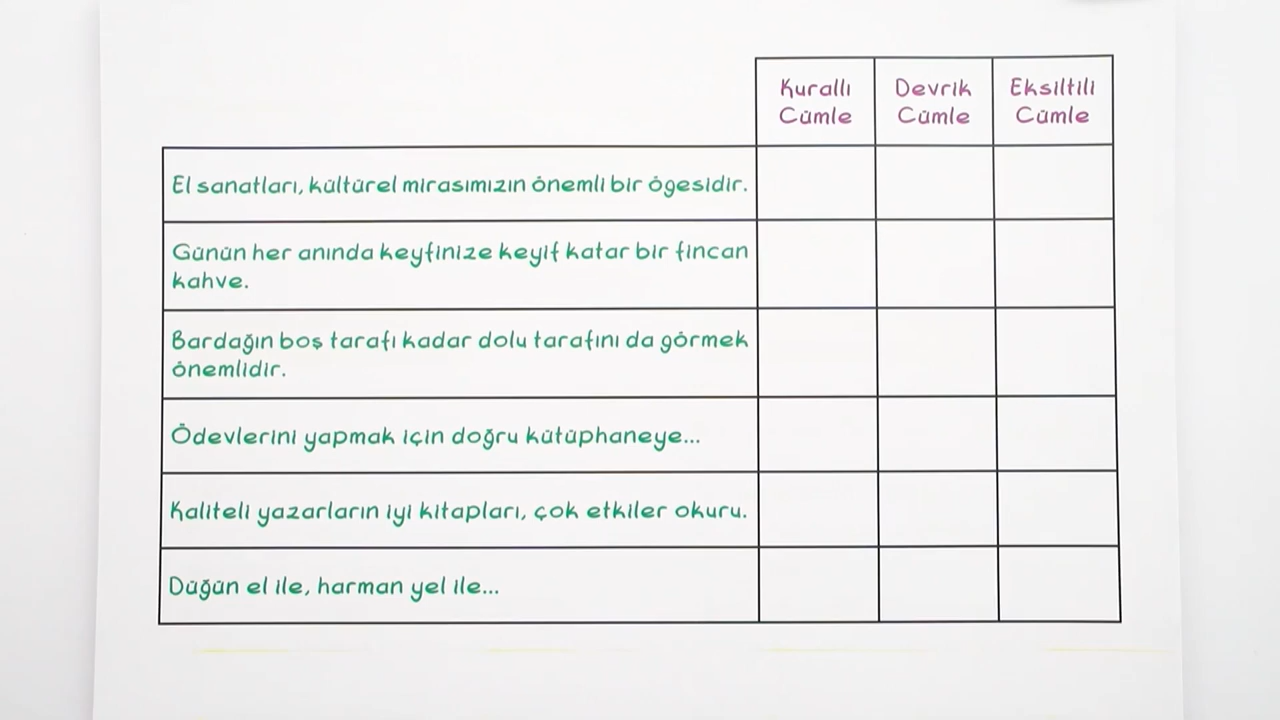 Kurallı Cümle
Devrik Cümle
Eksiltili Cümle
El sanatları, kültürel mirasımızın önemli bir ögesidir.
Günün her anında keyfinize keyif katar bir fincan
kahve.
Bardağın boş tarafı kadar dolu tarafını da görmek
önemlidir.
Ödevlerini yapmak için doğru kütüphaneye...
Kaliteli yazarların iyi kitapları, çok etkiler okuru.
Düğün el ile, harman yel ile...